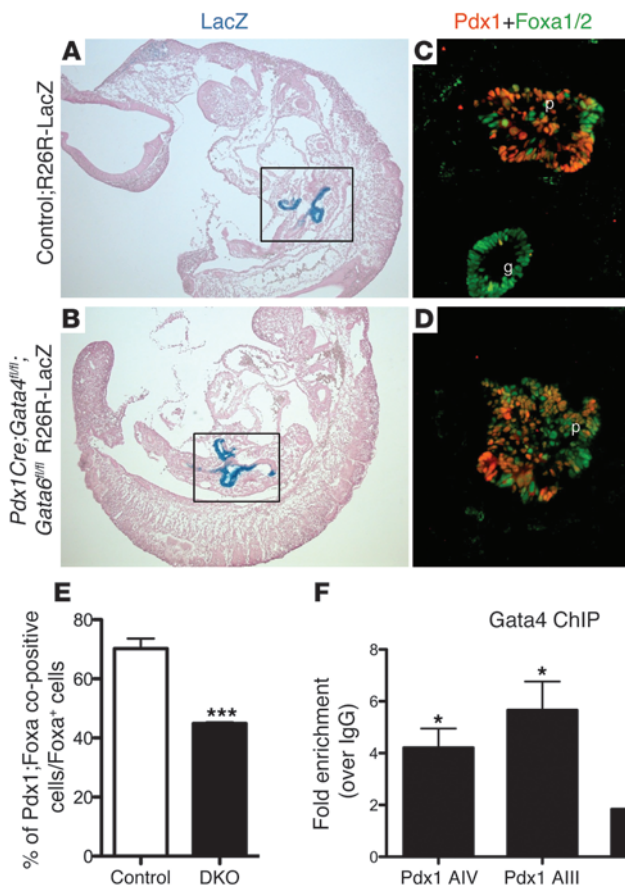 LacZ
Pdx1+Foxa1/2
Control;R26R-LacZ
A
C
p
g
Pdx1Cre;Gata4fl/fl;
Gata6fl/fl R26R-LacZ
B
D
p
E
% of Pdx1;Foxa co-positive
cells/Foxa+ cells
80
60
40
20
0
***
Control
DKO
F
Gata4 ChIP
Fold enrichment
(over IgG)
8
6
4
2
0
*
*
Pdx1 AIV
Pdx1 AIII